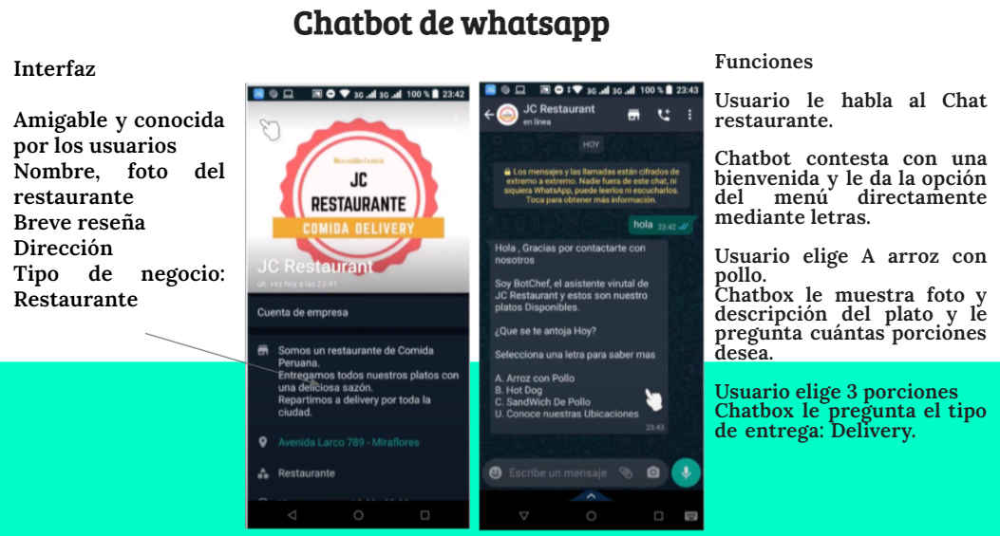 Chatbot de whatsapp
Interfaz
Amigable y conocida
por los usuarios
Nombre, foto del
restaurante
Breve reseña
Dirección
Tipo de negocio:
Restaurante
3G 3G 100 % 23:42
Mercadillo Central
JC
RESTAURANTE
COMIDA DELIVERY
JC Restaurant
últ. vez hoy a las 23:41
Cuenta de empresa
Somos un restaurante de Comida
Peruana.
Entregamos todos nuestros platos con
una deliciosa sazón.
Repartimos a delivery por toda la
ciudad.
Avenida Larco 789 - Miraflores
Restaurante
3G 3G 100 % 23:43
JC Restaurant
en línea
HOY
Los mensajes y las llamadas están cifrados de
extremo a extremo. Nadie fuera de este chat, ni
siquiera WhatsApp, puede leerlos ni escucharlos.
Toca para obtener más información.
hola 23:42
Hola , Gracias por contactarte con
nosotros
Soy BotChef, el asistente virutal de
JC Restaurant y estos son nuestro
platos Disponibles.
¿Que se te antoja Hoy?
Selecciona una letra para saber mas
A. Arroz con Pollo
B. Hot Dog
C. SandWich De Pollo
U. Conoce nuestras Ubicaciones
23:43
Escribe un mensaje
Funciones
Usuario le habla al Chat
restaurante.
Chatbot contesta con una
bienvenida y le da la opción
del menú directamente
mediante letras.
Usuario elige A arroz con
pollo.
Chatbox le muestra foto y
descripción del plato y le
pregunta cuántas porciones
desea.
Usuario elige 3 porciones
Chatbox le pregunta el tipo
de entrega: Delivery.